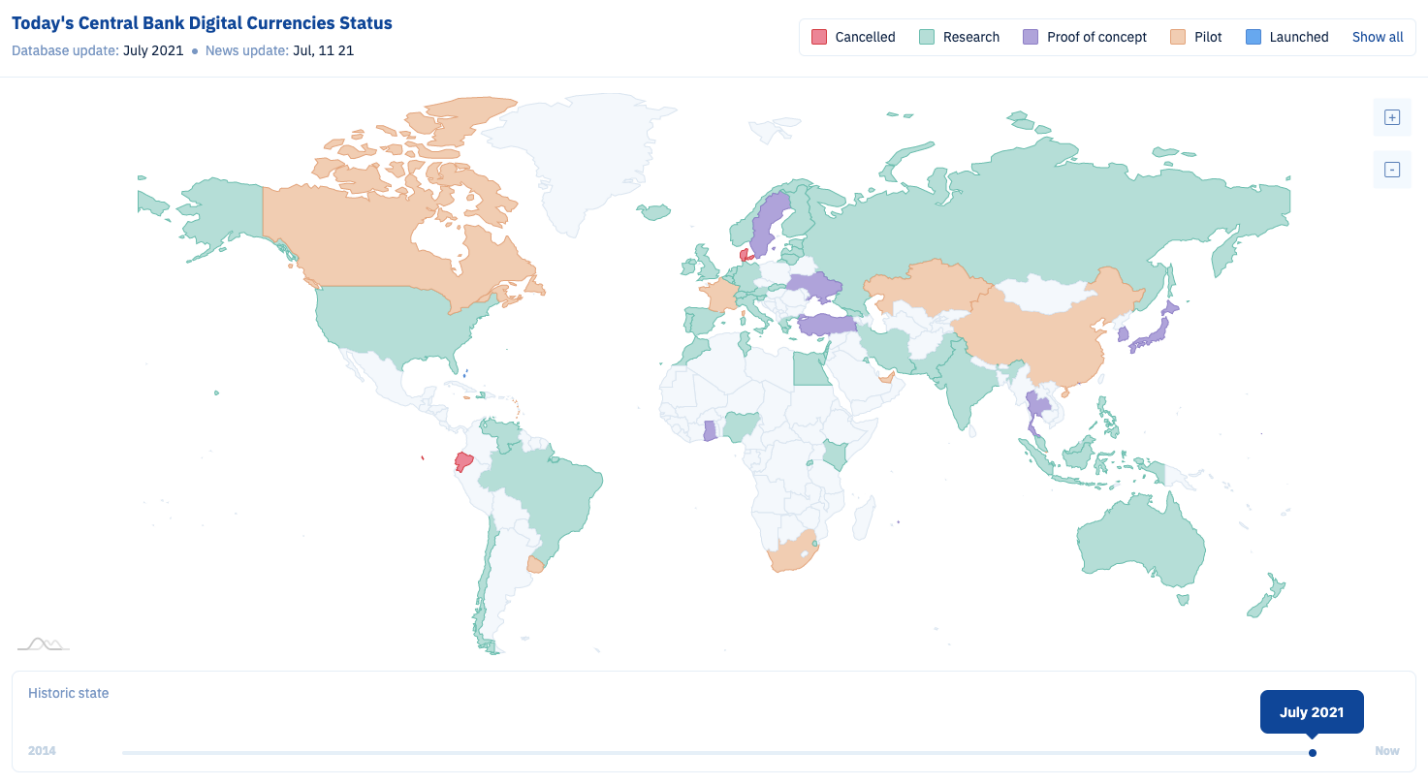 Today's Central Bank Digital Currencies Status
Database update: July 2021 • News update: Jul, 11 21
Cancelled Research Proof of concept Pilot Launched Show all
+
-
Historic state
July 2021
2014 Now